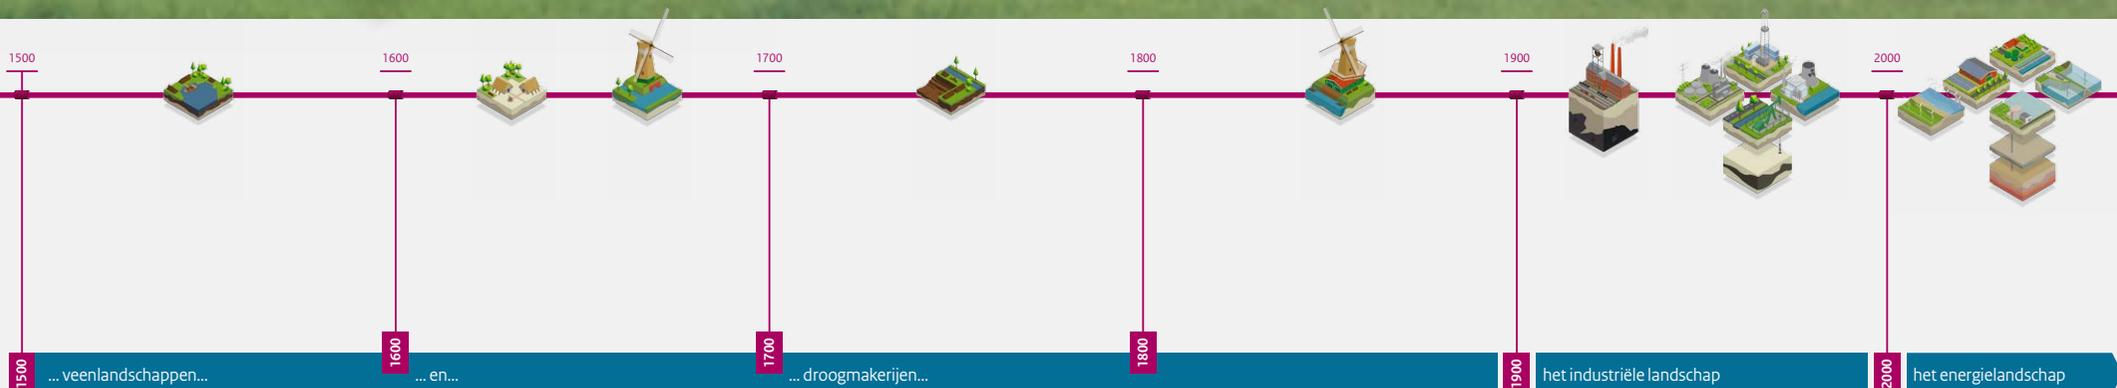 1500
1600
1700
1800
1900
2000
1500
1600
1700
1800
1900
2000
... veenlandschappen...
... en...
... droogmakerijen...
het industriële landschap
het energielandschap